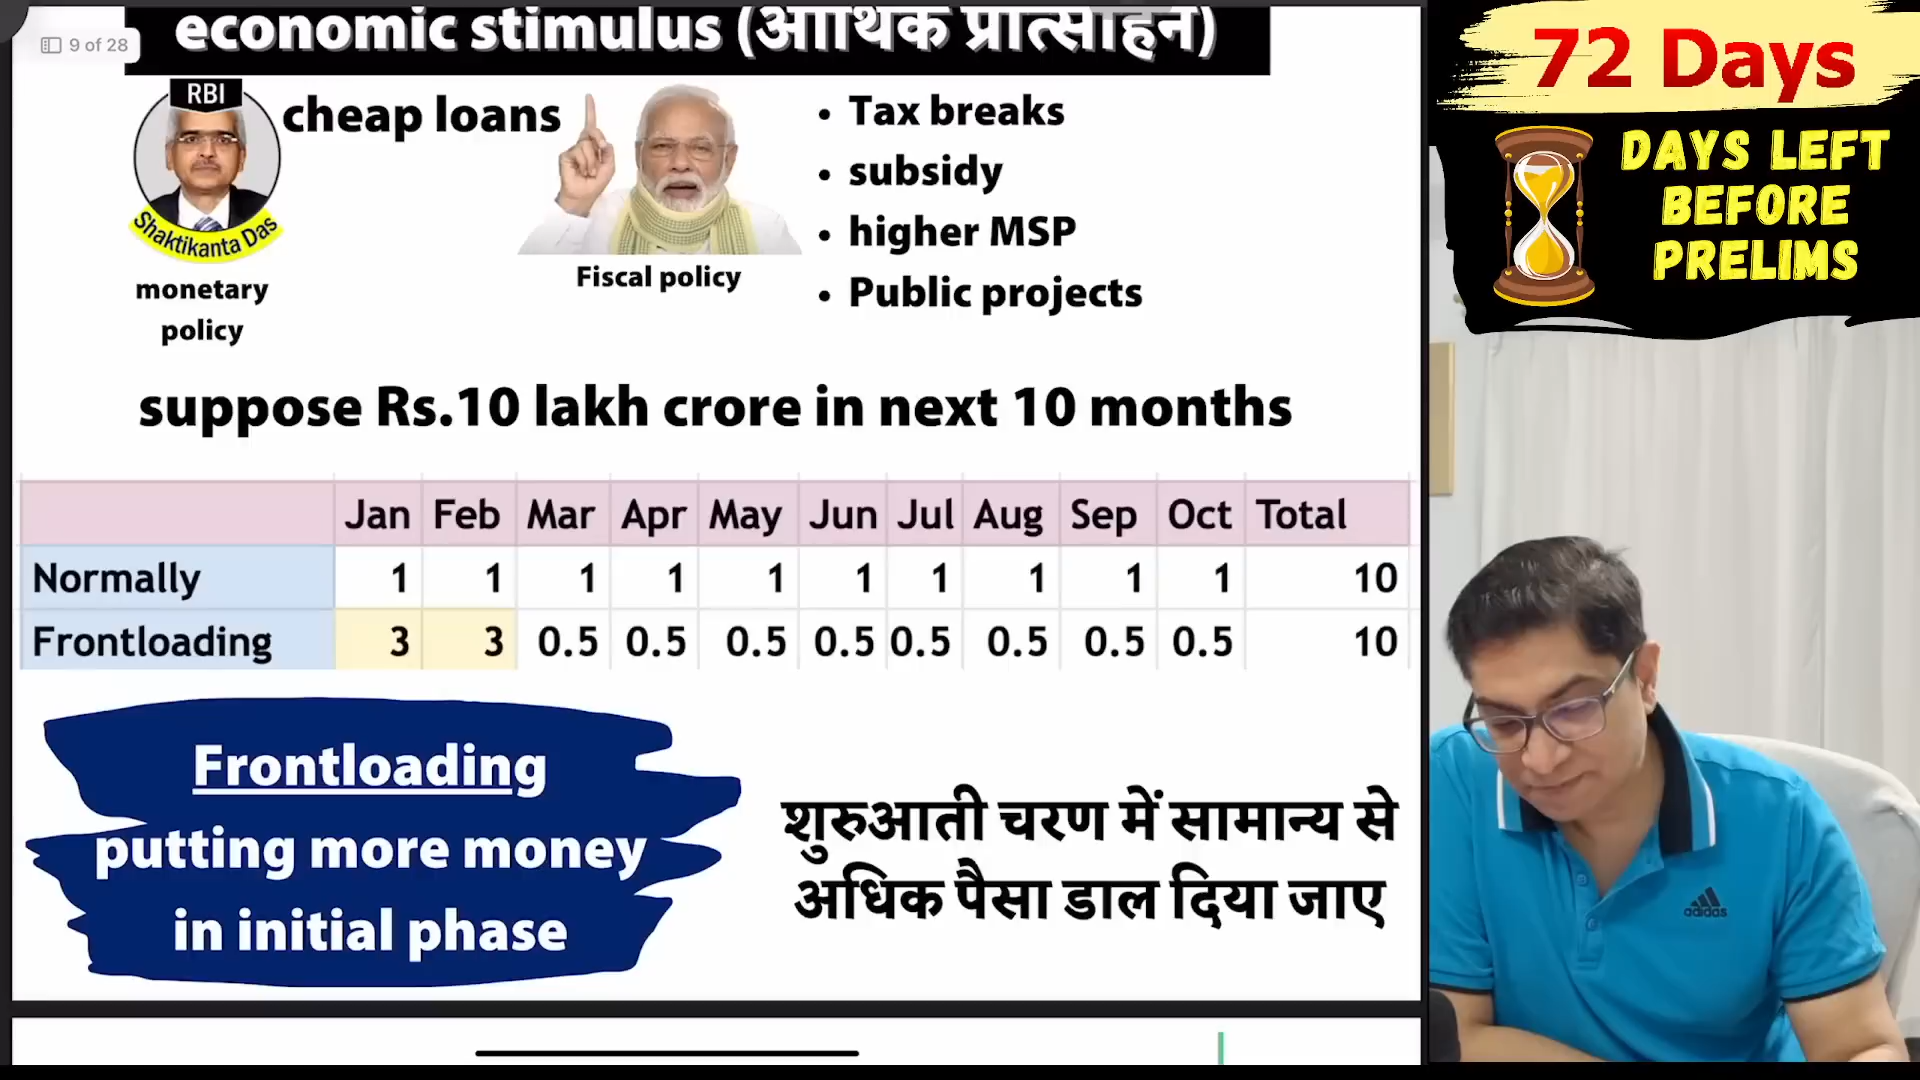 9 of 28
economic stimulus (आर्थिक प्रोत्साहन)
RBI
cheap loans
Shaktikanta Das
monetary
policy
Fiscal policy
• Tax breaks
• subsidy
• higher MSP
• Public projects
suppose Rs.10 lakh crore in next 10 months
Jan Feb Mar Apr May Jun Jul Aug Sep Oct Total
Normally 1 1 1 1 1 1 1 1 1 1 10
Frontloading 3 3 0.5 0.5 0.5 0.5 0.5 0.5 0.5 0.5 10
Frontloading
putting more money
in initial phase
शुरुआती चरण में सामान्य से
अधिक पैसा डाल दिया जाए
72 Days
DAYS LEFT
BEFORE
PRELIMS
adidas